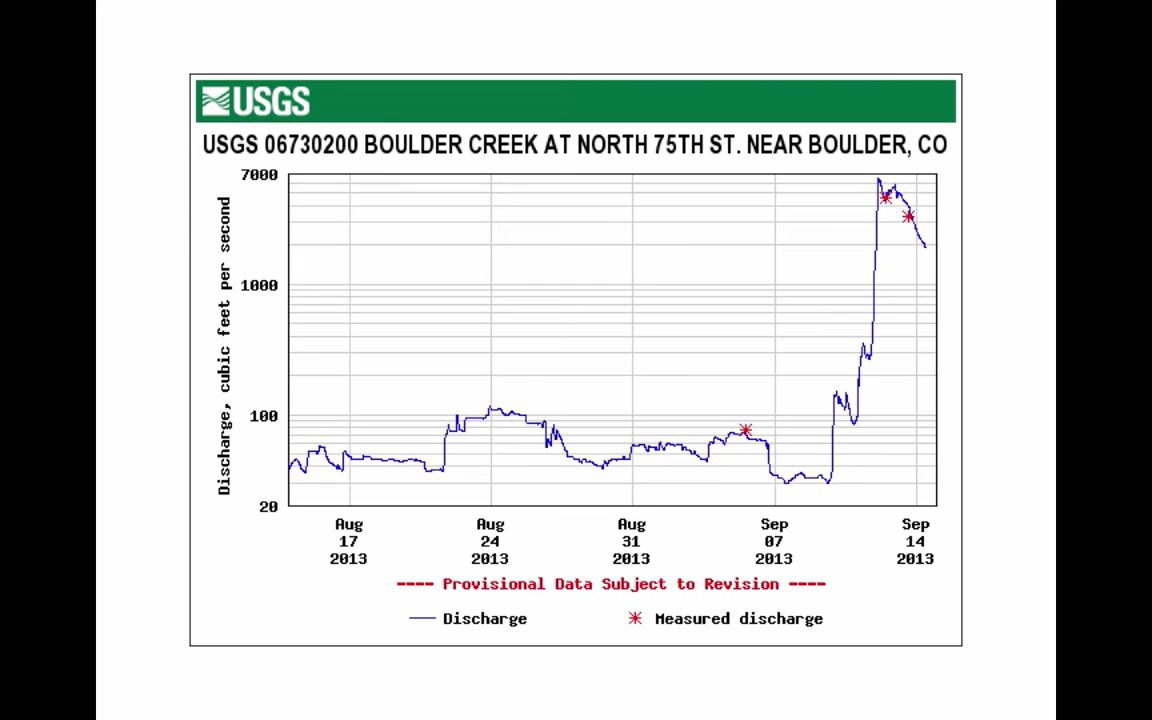 USGS
USGS 06730200 BOULDER CREEK AT NORTH 75TH ST. NEAR BOULDER, CO
Discharge, cubic feet per second
7000
1000
100
20
Aug 17 2013
Aug 24 2013
Aug 31 2013
Sep 07 2013
Sep 14 2013
---- Provisional Data Subject to Revision ----
Discharge
Measured discharge